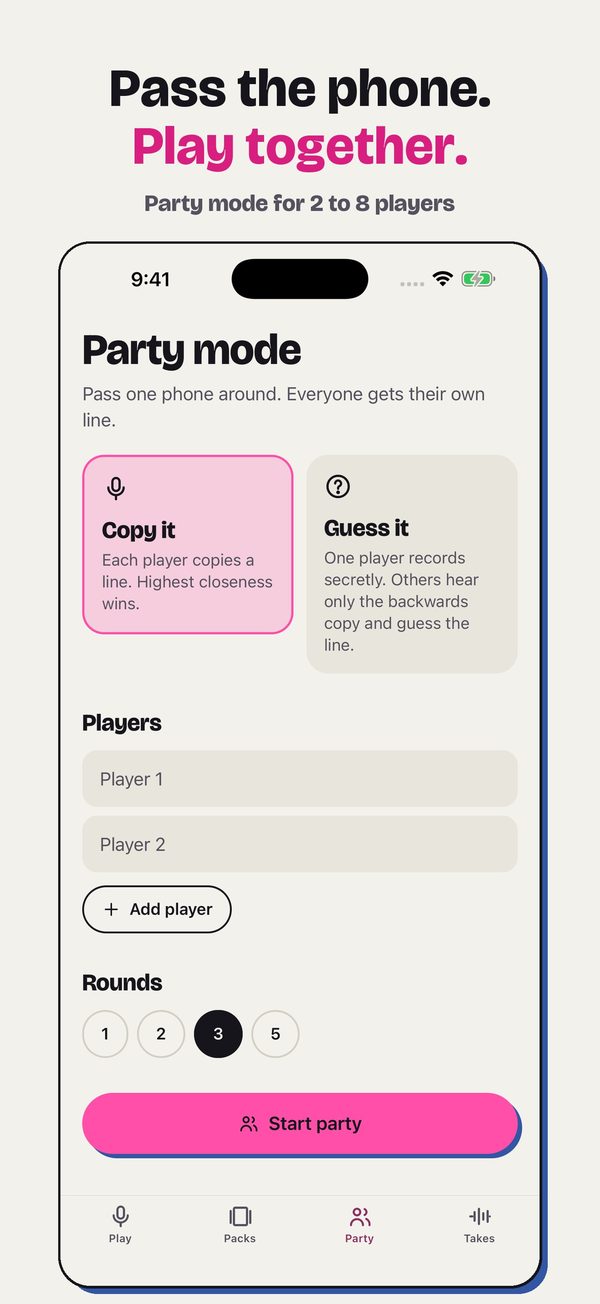 Pass the phone.
Play together.
Party mode for 2 to 8 players
9:41
Party mode
Pass one phone around. Everyone gets their own
line.
Copy it
Each player copies a
line. Highest closeness
wins.
Guess it
One player records
secretly. Others hear
only the backwards
copy and guess the
line.
Players
Player 1
Player 2
+ Add player
Rounds
1 2 3 5
Start party
Play Packs Party Takes